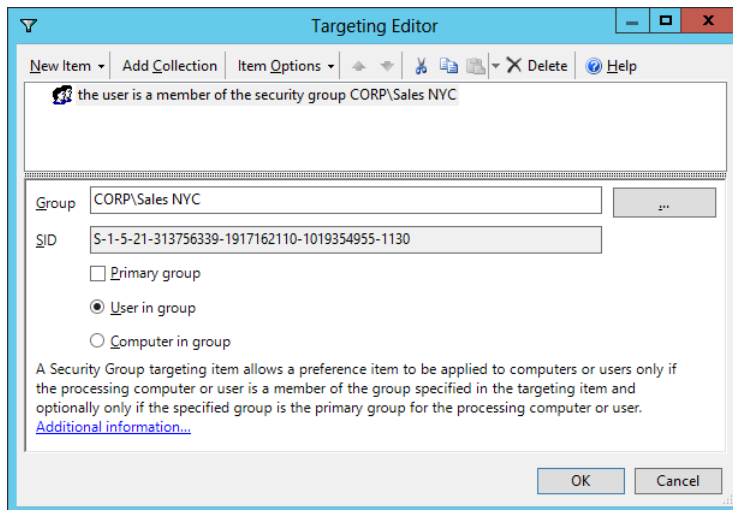 Targeting Editor
New Item Add Collection Item Options Delete Help
the user is a member of the security group CORP\Sales NYC
Group CORP\Sales NYC ...
SID S-1-5-21-313756339-1917162110-1019354955-1130
Primary group
User in group
Computer in group
A Security Group targeting item allows a preference item to be applied to computers or users only if
the processing computer or user is a member of the group specified in the targeting item and
optionally only if the specified group is the primary group for the processing computer or user.
Additional information...
OK Cancel